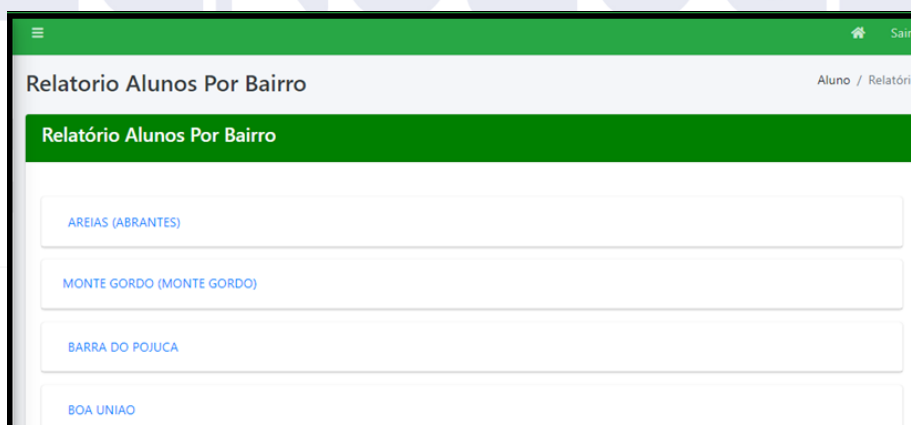 Sair
Relatorio Alunos Por Bairro
Aluno / Relatóri
Relatório Alunos Por Bairro
AREIAS (ABRANTES)
MONTE GORDO (MONTE GORDO)
BARRA DO POJUCA
BOA UNIAO